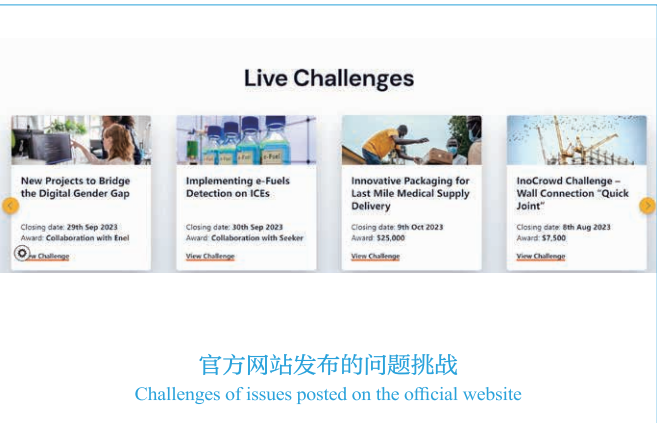 Live Challenges
New Projects to Bridge
the Digital Gender Gap
Closing date: 29th Sep 2023
Award: Collaboration with Enel
View Challenge
Implementing e-Fuels
Detection on ICEs
Closing date: 30th Sep 2023
Award: Collaboration with Seeker
View Challenge
Innovative Packaging for
Last Mile Medical Supply
Delivery
Closing date: 9th Oct 2023
Award: $25,000
View Challenge
InoCrowd Challenge –
Wall Connection "Quick
Joint"
Closing date: 8th Aug 2023
Award: $7,500
View Challenge
官方网站发布的问题挑战
Challenges of issues posted on the official website